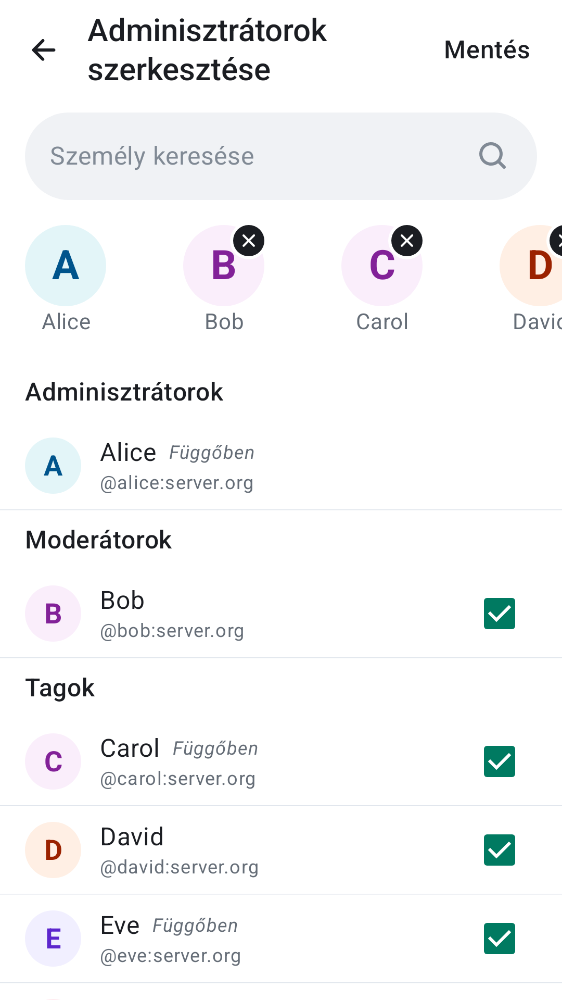 Adminisztrátorok
szerkesztése
Mentés
Személy keresése
A
B
C
D
Alice
Bob
Carol
Davi
Adminisztrátorok
A
Alice Függőben
@alice:server.org
Moderátorok
B
Bob
@bob:server.org
Tagok
C
Carol Függőben
@carol:server.org
D
David
@david:server.org
E
Eve Függőben
@eve:server.org